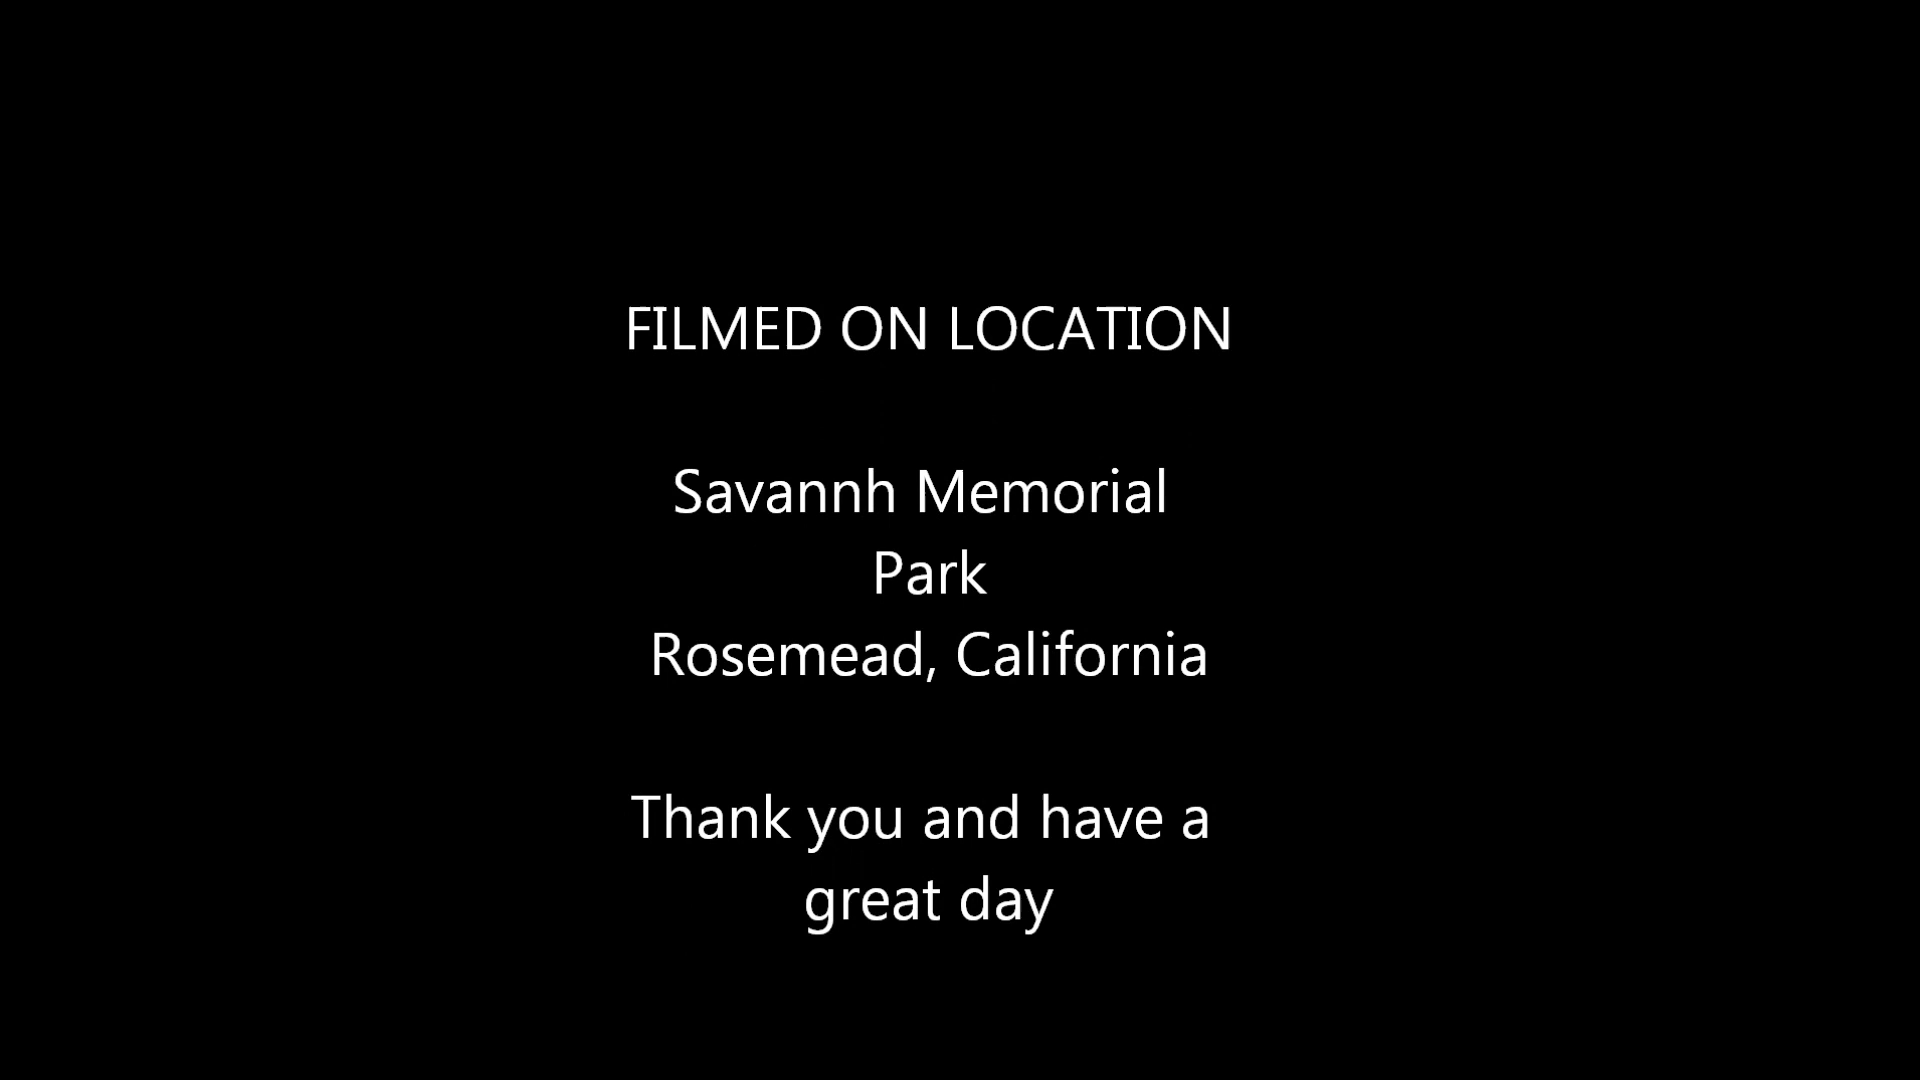 FILMED ON LOCATION
Savannh Memorial
Park
Rosemead, California
Thank you and have a
great day